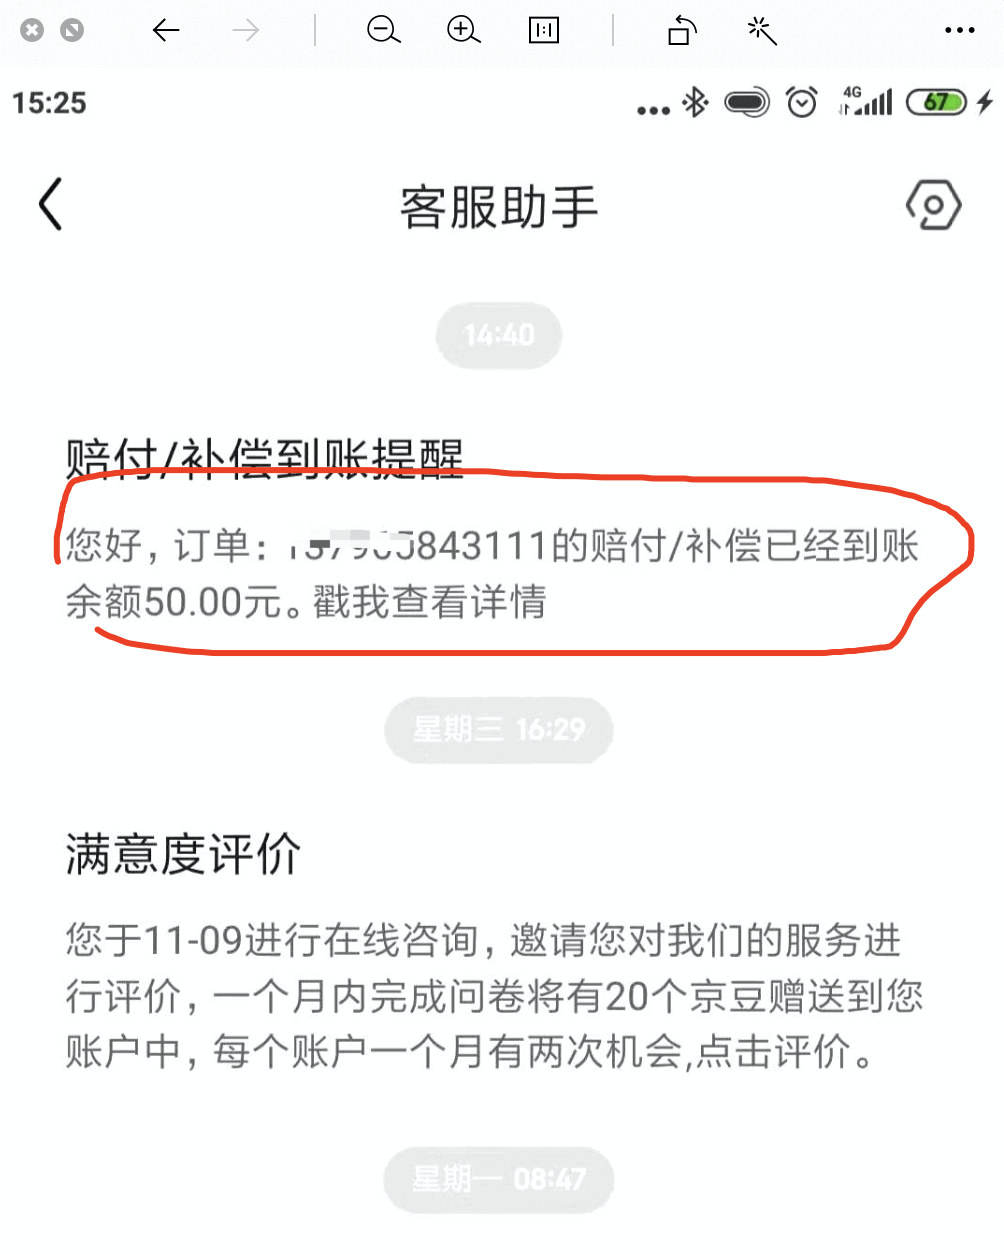 1:1
15:25
4G
67
客服助手
14:40
赔付/补偿到账提醒
您好，订单：5843111的赔付/补偿已经到账
余额50.00元。戳我查看详情
星期三 16:29
满意度评价
您于11-09进行在线咨询，邀请您对我们的服务进
行评价，一个月内完成问卷将有20个京豆赠送到您
账户中，每个账户一个月有两次机会,点击评价。
星期一 08:47